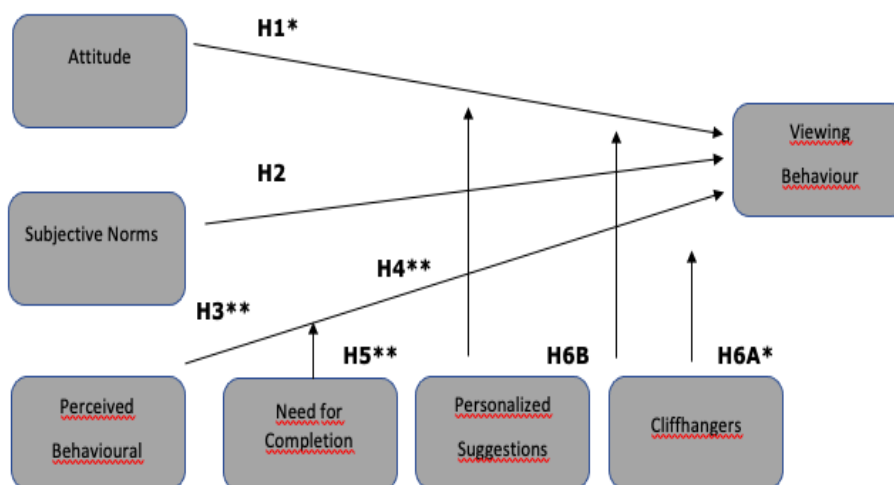 H1*
Attitude
Viewing
Behaviour
H2
Subjective Norms
H4**
H3**
H5**
H6B
H6A*
Perceived
Behavioural
Need for
Completion
Personalized
Suggestions
Cliffhangers